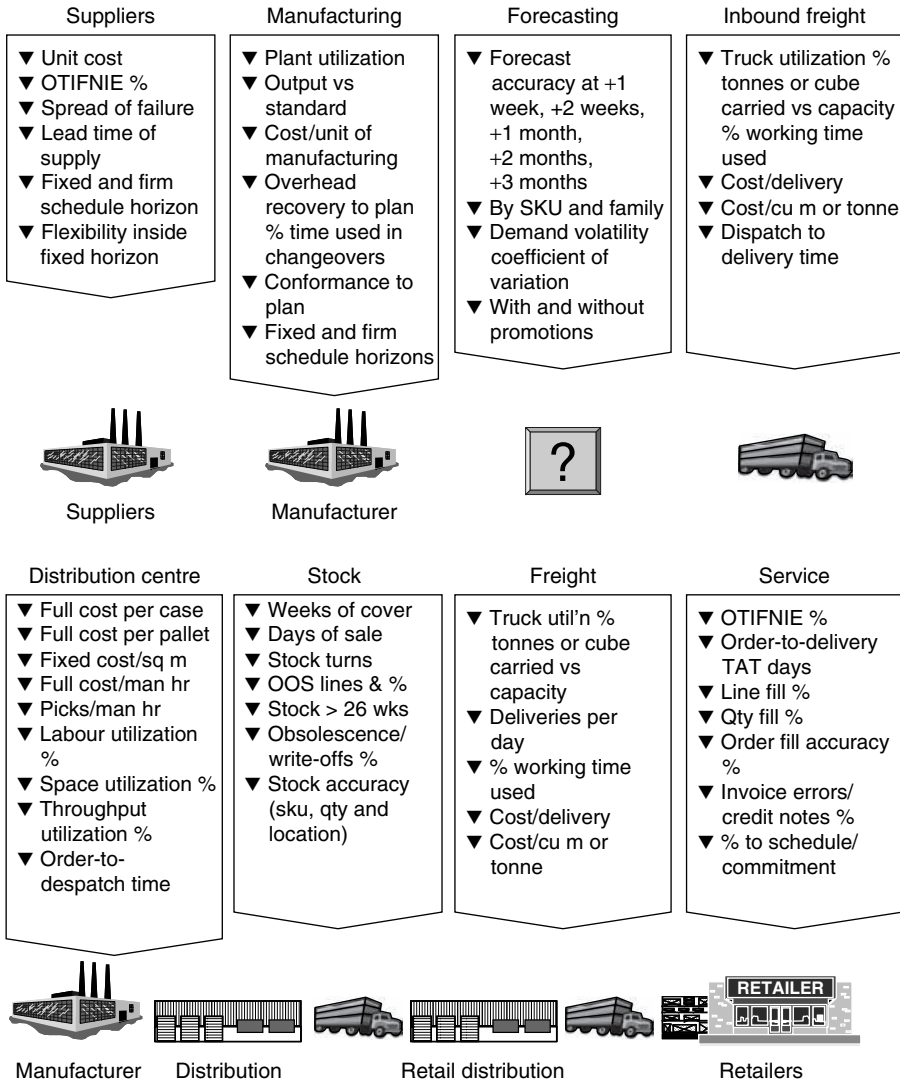 Suppliers
▼ Unit cost
▼ OTIFNIE %
▼ Spread of failure
▼ Lead time of
supply
▼ Fixed and firm
schedule horizon
▼ Flexibility inside
fixed horizon
Manufacturing
▼ Plant utilization
▼ Output vs
standard
▼ Cost/unit of
manufacturing
▼ Overhead
recovery to plan
% time used in
changeovers
▼ Conformance to
plan
▼ Fixed and firm
schedule horizons
Forecasting
▼ Forecast
accuracy at +1
week, +2 weeks,
+1 month,
+2 months,
+3 months
▼ By SKU and family
▼ Demand volatility
coefficient of
variation
▼ With and without
promotions
Inbound freight
▼ Truck utilization %
tonnes or cube
carried vs capacity
% working time
used
▼ Cost/delivery
▼ Cost/cu m or tonne
▼ Dispatch to
delivery time
?
Suppliers
Manufacturer
Distribution centre
▼ Full cost per case
▼ Full cost per pallet
▼ Fixed cost/sq m
▼ Full cost/man hr
▼ Picks/man hr
▼ Labour utilization
%
▼ Space utilization %
▼ Throughput
utilization %
▼ Order-to-
despatch time
Stock
▼ Weeks of cover
▼ Days of sale
▼ Stock turns
▼ OOS lines & %
▼ Stock > 26 wks
▼ Obsolescence/
write-offs %
▼ Stock accuracy
(sku, qty and
location)
Freight
▼ Truck util'n %
tonnes or cube
carried vs
capacity
▼ Deliveries per
day
▼ % working time
used
▼ Cost/delivery
▼ Cost/cu m or
tonne
Service
▼ OTIFNIE %
▼ Order-to-delivery
TAT days
▼ Line fill %
▼ Qty fill %
▼ Order fill accuracy
%
▼ Invoice errors/
credit notes %
▼ % to schedule/
commitment
RETAILER
Manufacturer
Distribution
Retail distribution
Retailers